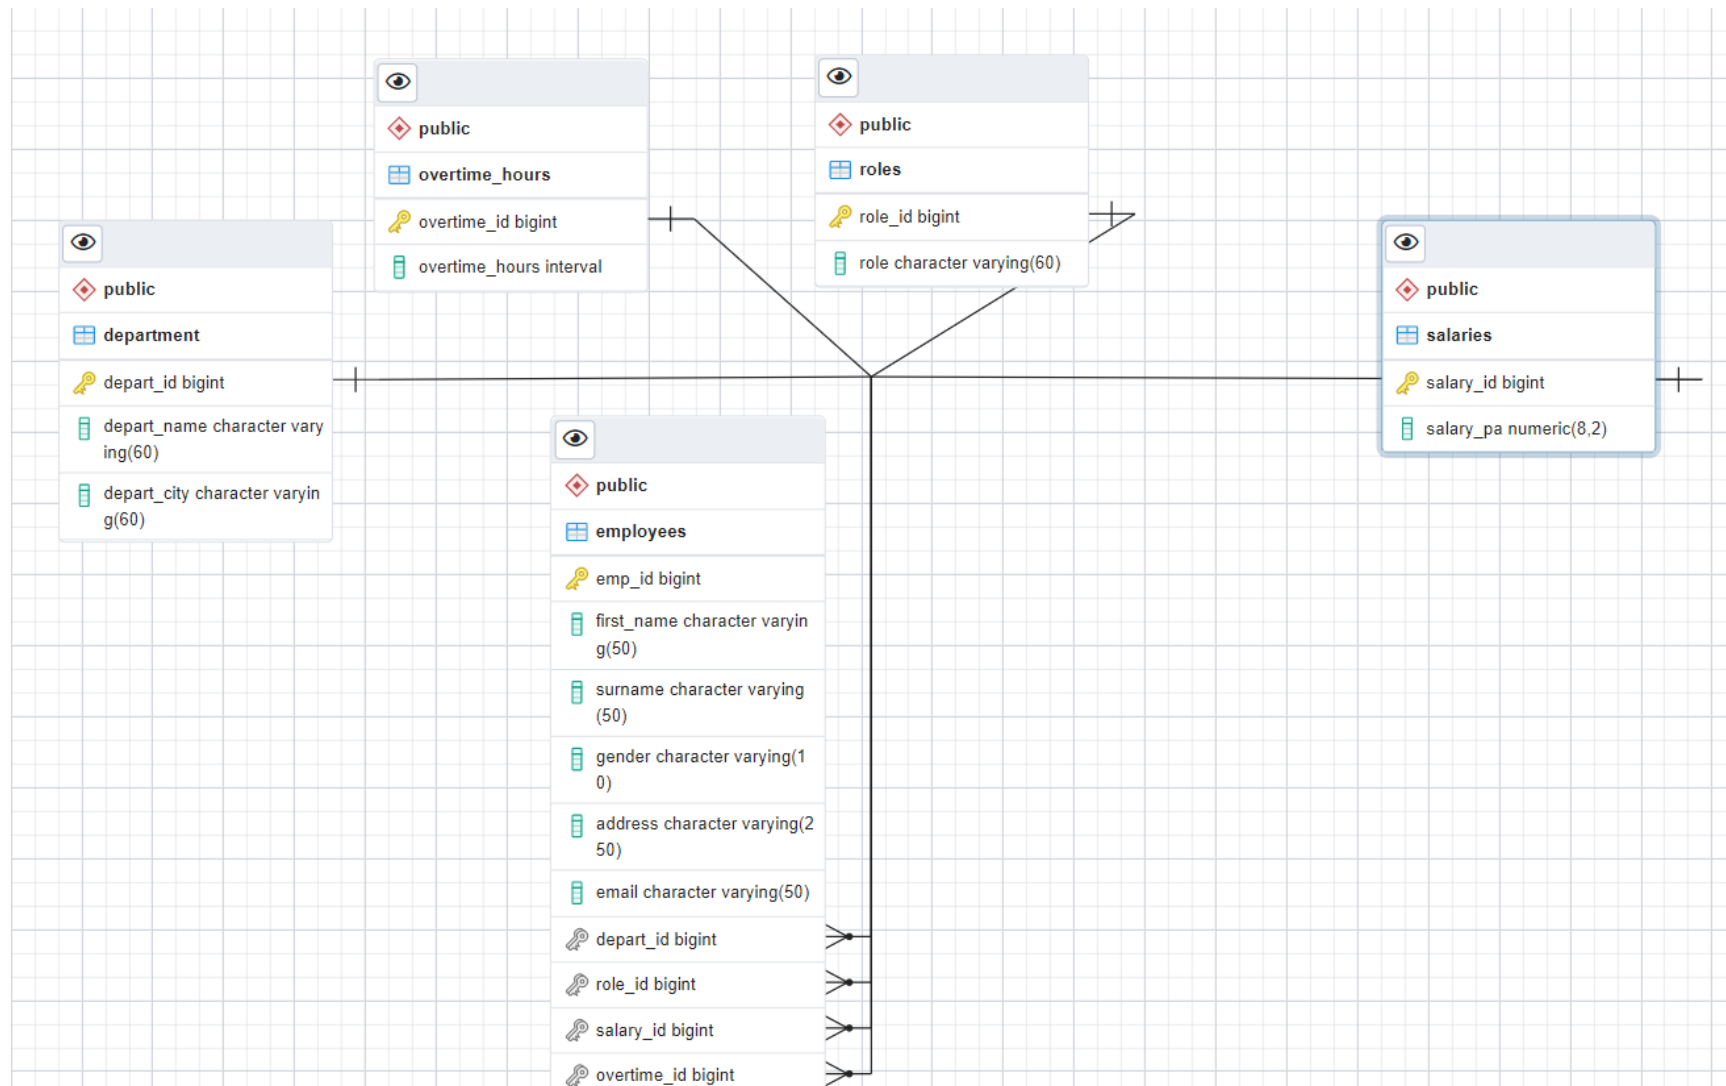 public
overtime_hours
overtime_id bigint
overtime_hours interval
public
roles
role_id bigint
role character varying(60)
public
department
depart_id bigint
depart_name character vary
ing(60)
depart_city character varyin
g(60)
public
salaries
salary_id bigint
salary_pa numeric(8,2)
public
employees
emp_id bigint
first_name character varyin
g(50)
surname character varying
(50)
gender character varying(1
0)
address character varying(2
50)
email character varying(50)
depart_id bigint
role_id bigint
salary_id bigint
overtime_id bigint